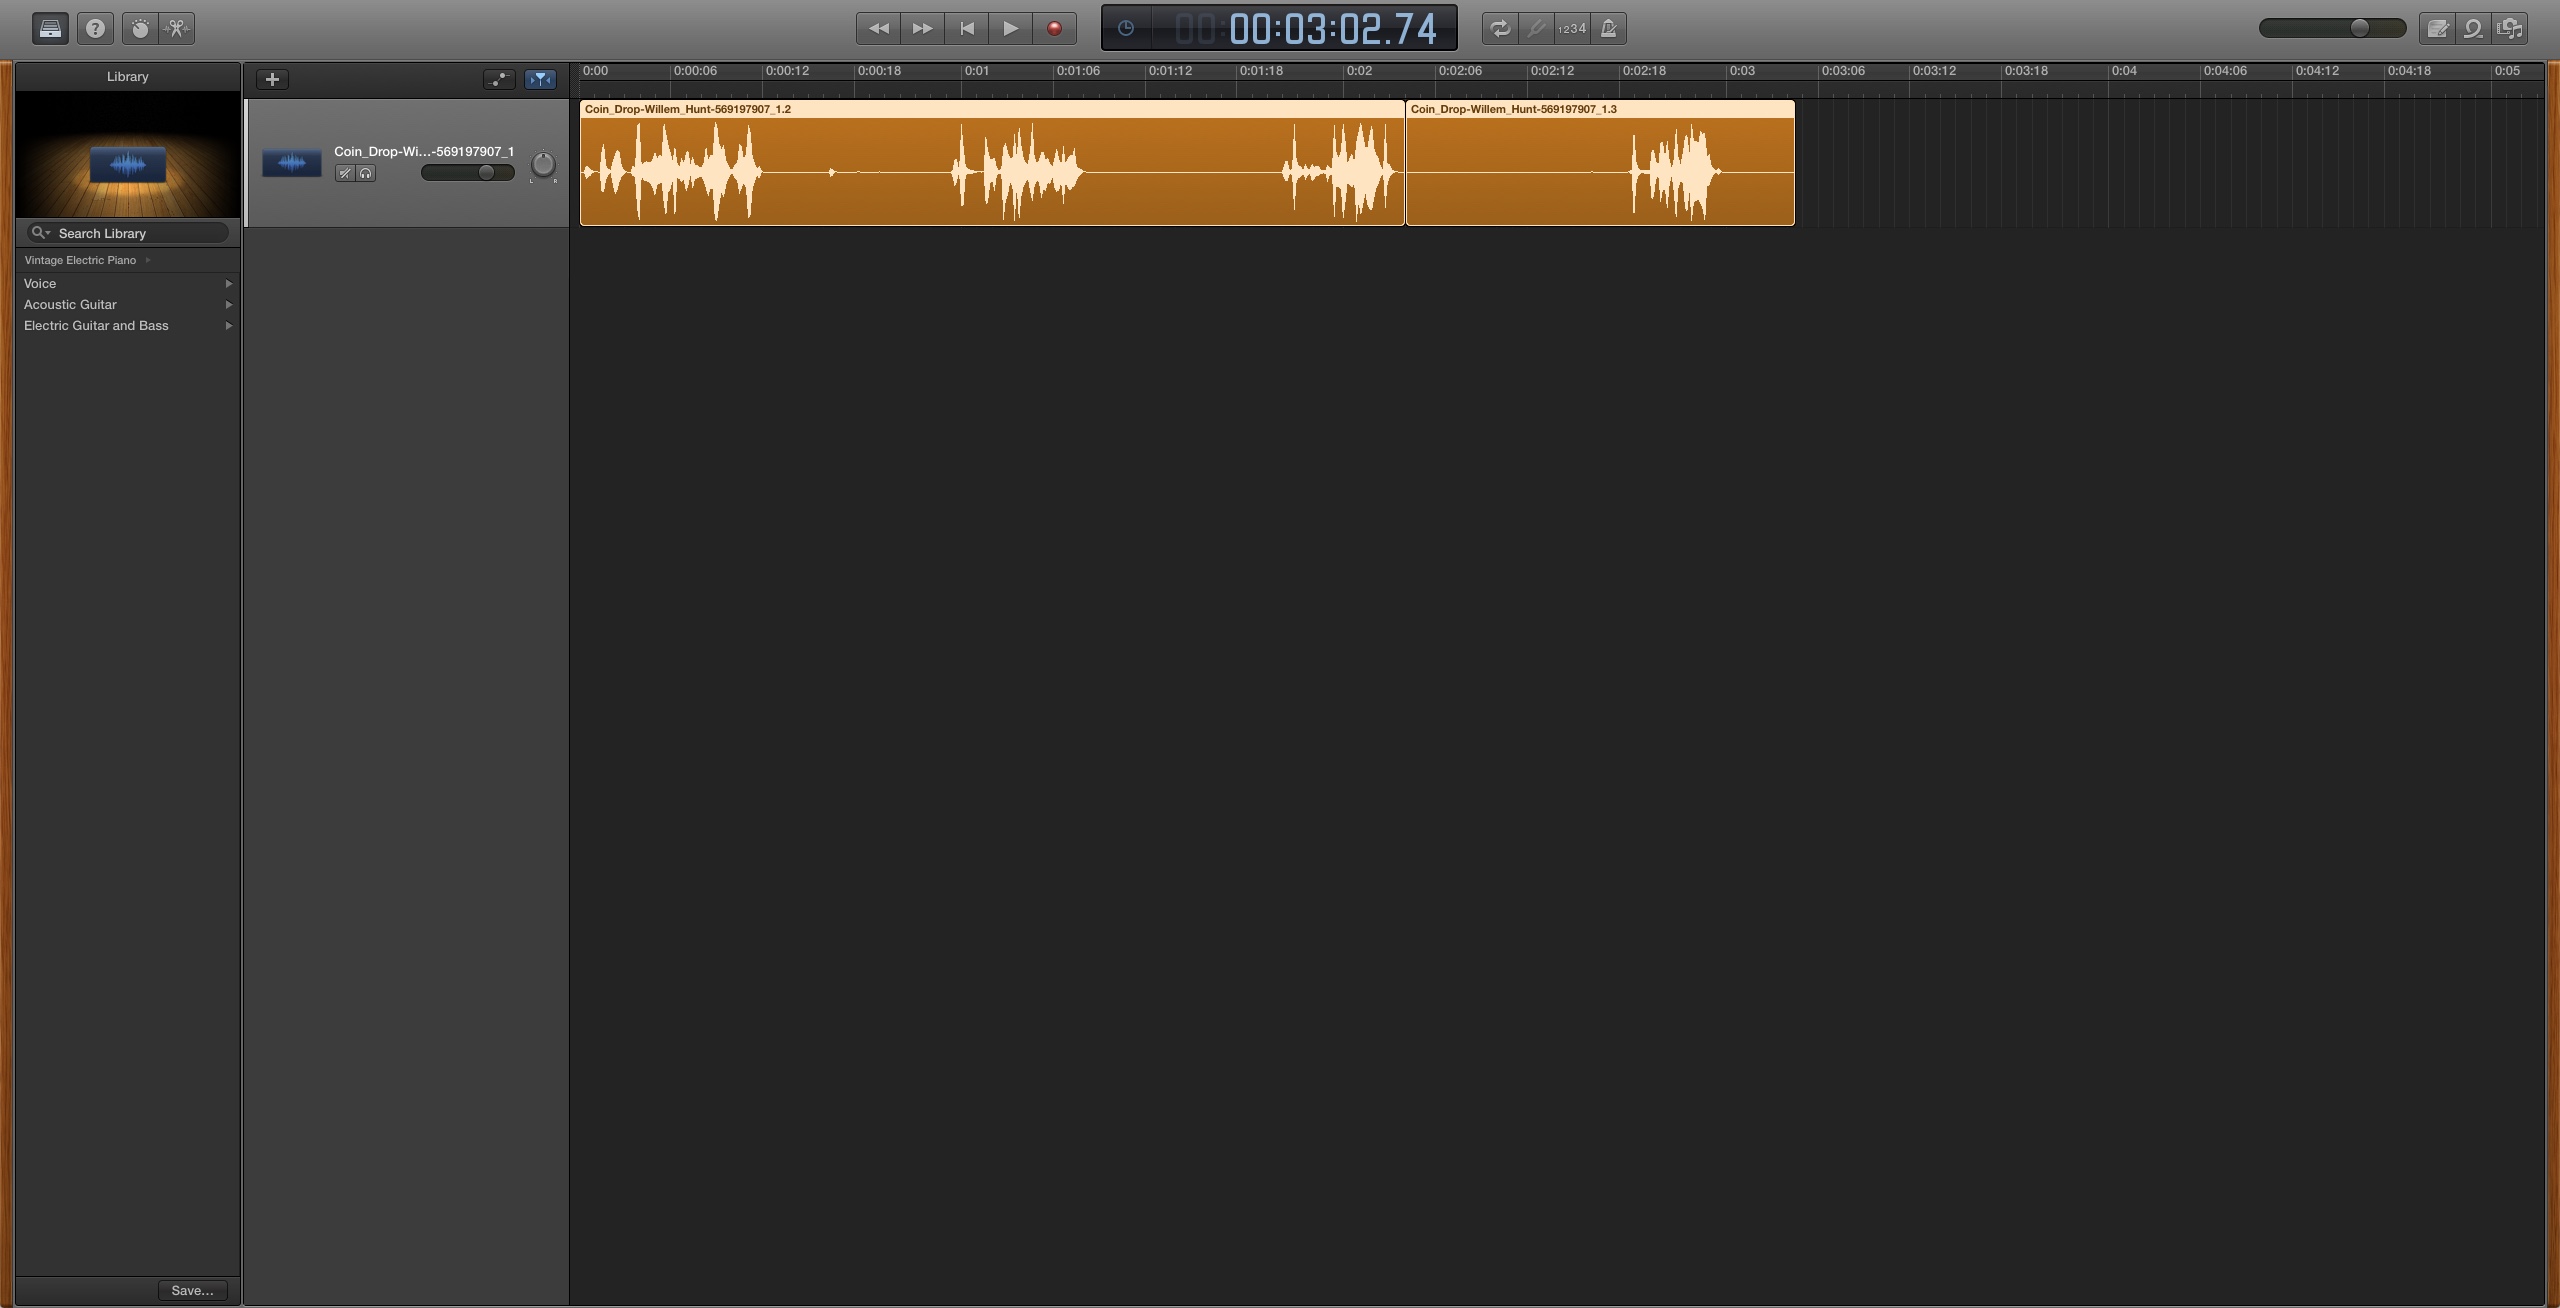 00:00:03:02.74
1234
Library
Search Library
Vintage Electric Piano
Voice
Acoustic Guitar
Electric Guitar and Bass
Save...
Coin_Drop-Wi...-569197907_1
L R
0:00 0:00:06 0:00:12 0:00:18 0:01 0:01:06 0:01:12 0:01:18 0:02 0:02:06 0:02:12 0:02:18 0:03 0:03:06 0:03:12 0:03:18 0:04 0:04:06 0:04:12 0:04:18 0:05
Coin_Drop-Willem_Hunt-569197907_1.2
Coin_Drop-Willem_Hunt-569197907_1.3